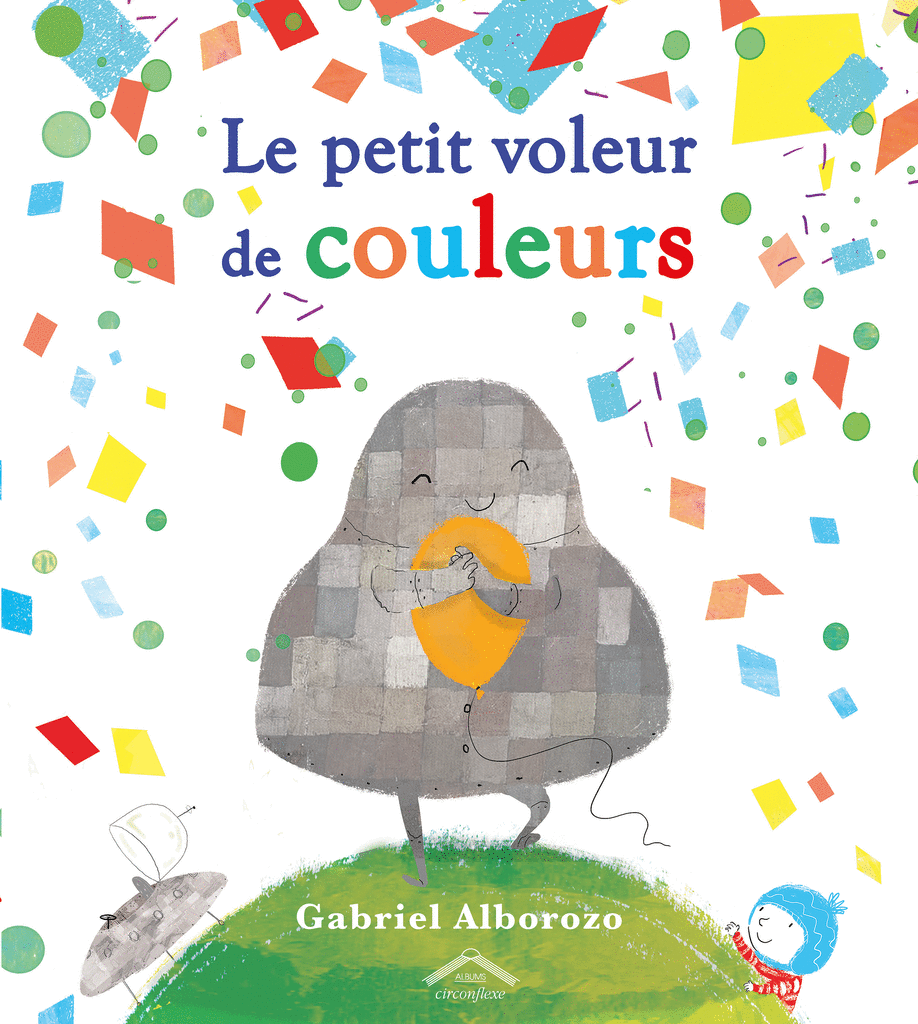 Le petit voleur
de couleurs
Gabriel Alborozo
ALBUMS
circonflexe